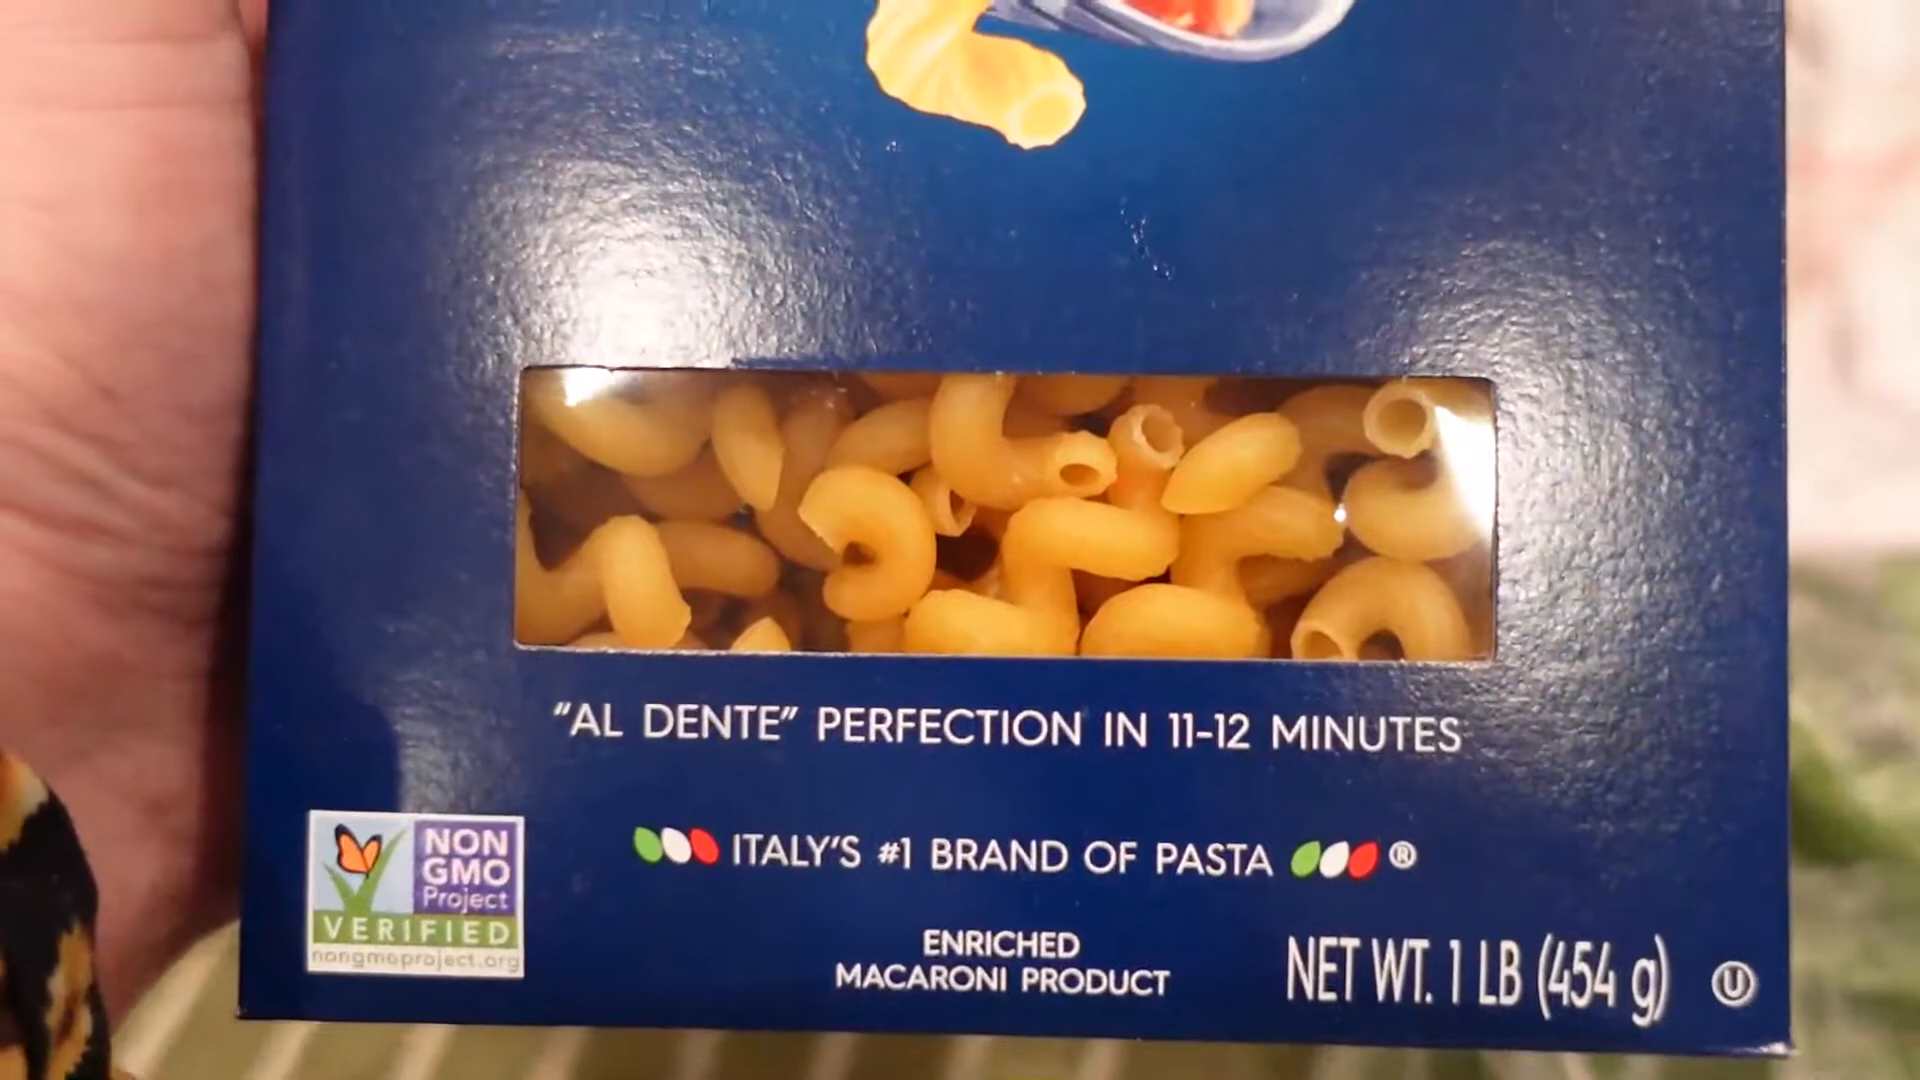 "AL DENTE" PERFECTION IN 11-12 MINUTES
ITALY'S #1 BRAND OF PASTA ®
NON
GMO
Project
VERIFIED
nongmoproject.org
ENRICHED
MACARONI PRODUCT
NET WT. 1 LB (454 g)
U